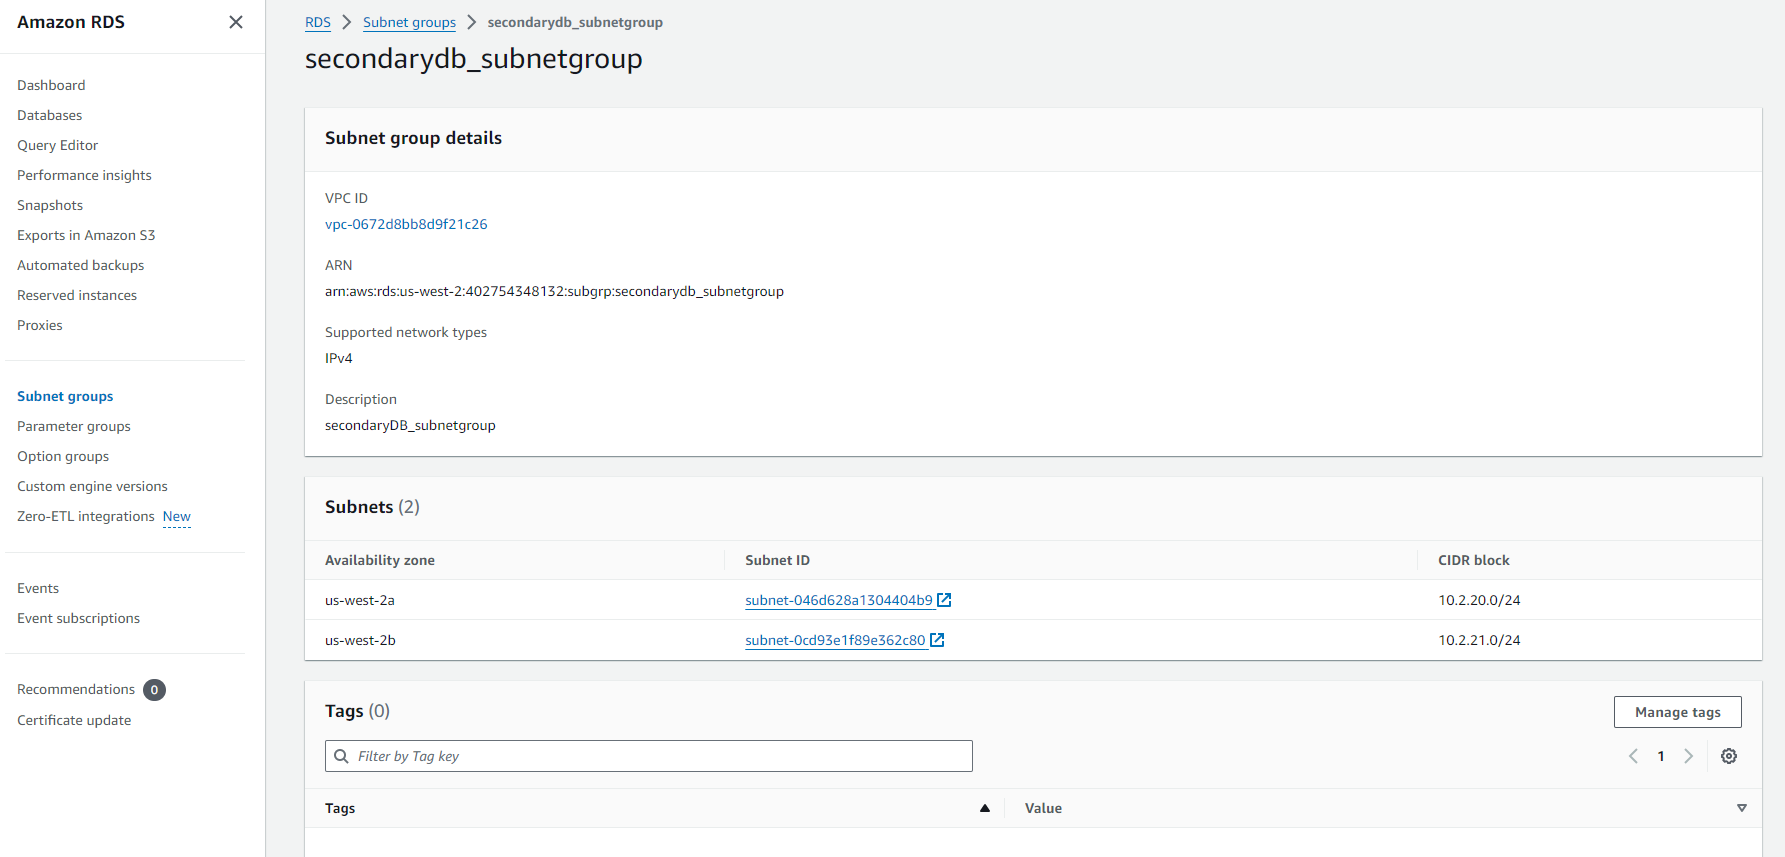 Amazon RDS
Dashboard
Databases
Query Editor
Performance insights
Snapshots
Exports in Amazon S3
Automated backups
Reserved instances
Proxies
Subnet groups
Parameter groups
Option groups
Custom engine versions
Zero-ETL integrations New
Events
Event subscriptions
Recommendations 0
Certificate update
RDS > Subnet groups > secondarydb_subnetgroup
secondarydb_subnetgroup
Subnet group details
VPC ID
vpc-0672d8bb8d9f21c26
ARN
arn:aws:rds:us-west-2:402754348132:subgrp:secondarydb_subnetgroup
Supported network types
IPv4
Description
secondaryDB_subnetgroup
Subnets (2)
Availability zone Subnet ID CIDR block
us-west-2a subnet-046d628a1304404b9 10.2.20.0/24
us-west-2b subnet-0cd93e1f89e362c80 10.2.21.0/24
Tags (0)
Manage tags
Filter by Tag key
1
Tags Value